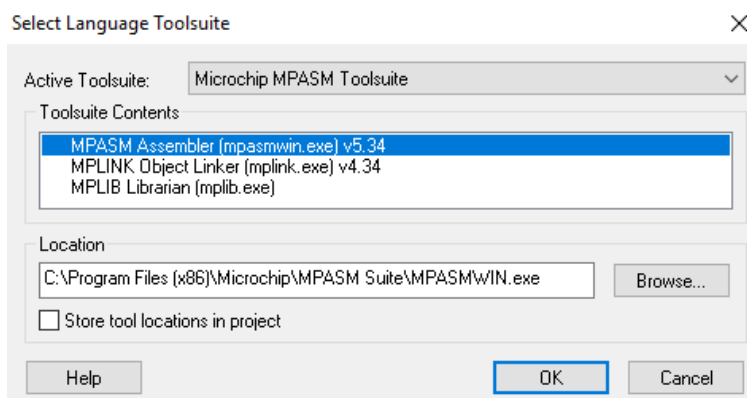 Select Language Toolsuite
Active Toolsuite: Microchip MPASM Toolsuite
Toolsuite Contents
MPASM Assembler (mpasmwin.exe) v5.34
MPLINK Object Linker (mplink.exe) v4.34
MPLIB Librarian (mplib.exe)
Location
C:\Program Files (x86)\Microchip\MPASM Suite\MPASMWIN.exe Browse...
Store tool locations in project
Help OK Cancel